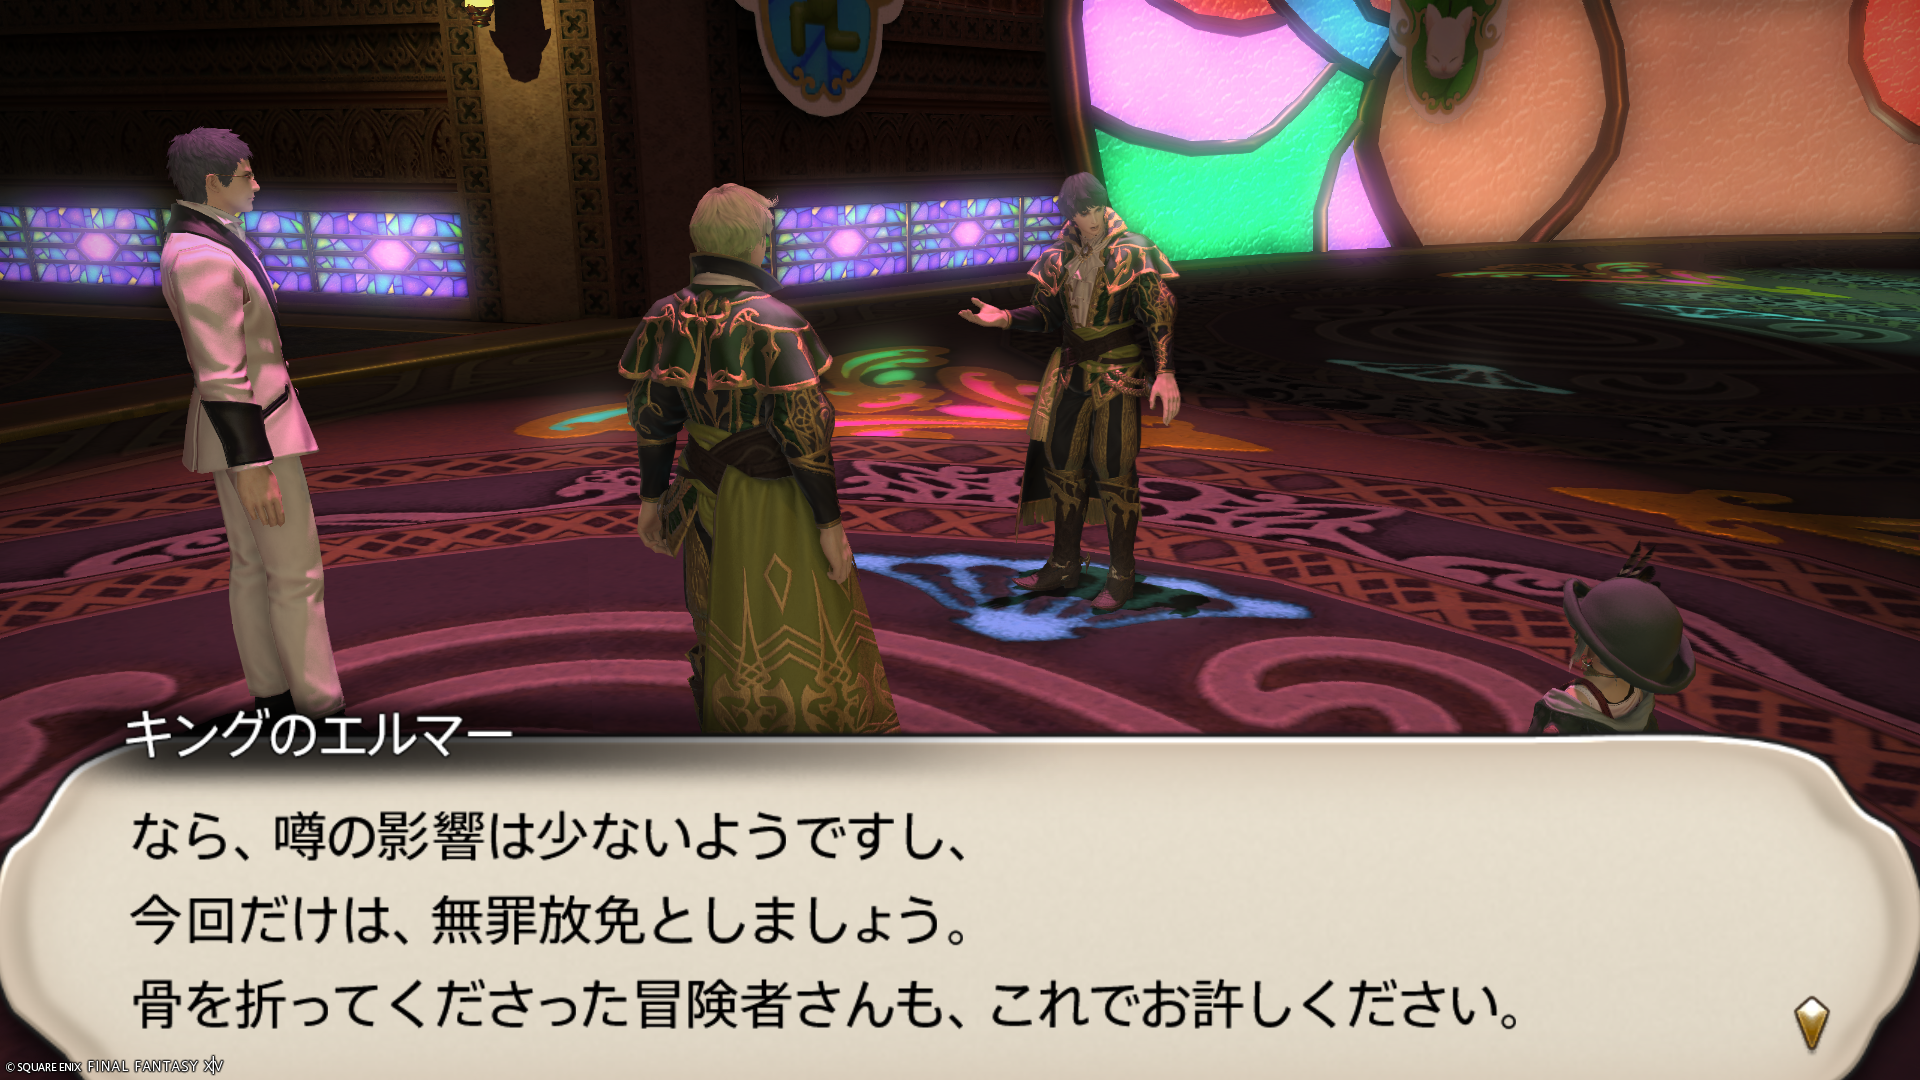 キングのエルマー
なら、噂の影響は少ないようですし、
今回だけは、無罪放免としましょう。
骨を折ってくださった冒険者さんも、これでお許しください。
© SQUARE ENIX FINAL FANTASY XIV